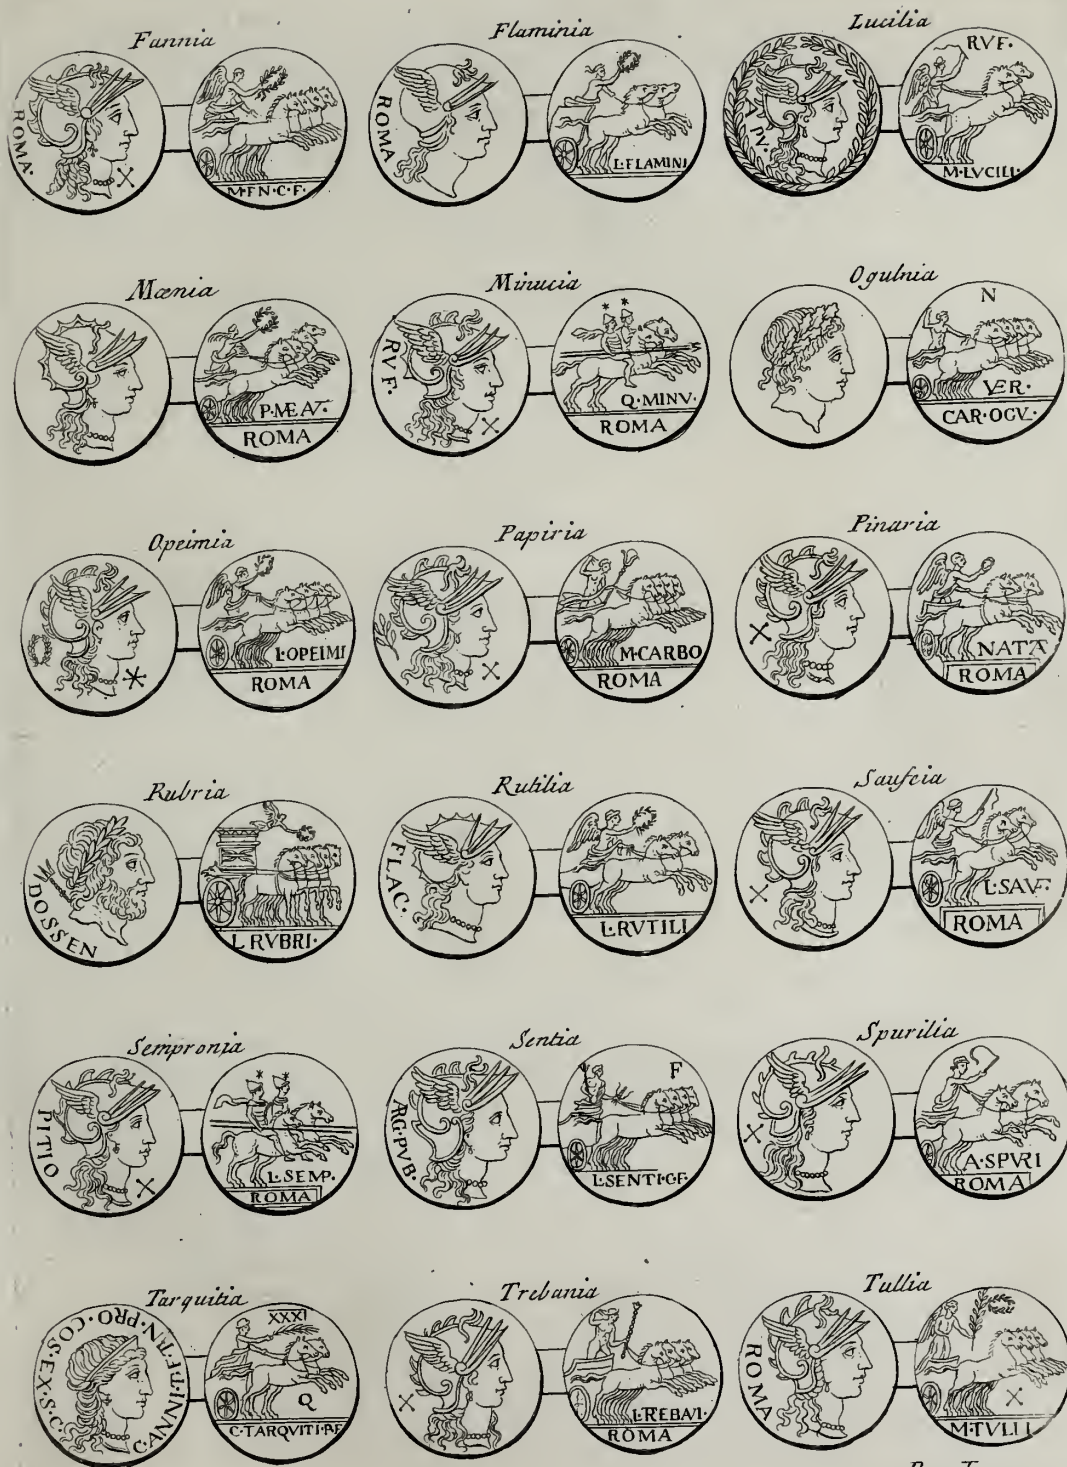 Fannia
Flaminia
Lucilia
ROMA·
M·FN·C·F·
ROMA
L·FLAMINI
A PV·
RVF·
M·LVCILI·
Mænia
Minucia
Ogulnia
P·MÆAT·
ROMA
RVF·
Q·MINV·
ROMA
N
VER·
CAR·OGVL·
Opeimia
Papiria
Pinaria
L·OPEIMI
ROMA
M·CARBO
ROMA
NATA
ROMA
Rubria
Rutilia
Saufeia
DOSSEN
L·RVBRI·
FLAC·
L·RVTILI
L·SAVF·
ROMA
Sempronia
Sentia
Spurilia
PITIO
L·SEMP·
ROMA
ARG·PVB·
F
L·SENTI·C·F·
A·SPVRI
ROMA
Tarquitia
Trebania
Tullia
C·ANNI·T·F·T·N·PRO·COS·EX·S·C·
XXXI
Q
C·TARQVITI·P·F
L·TREBANI·
ROMA
ROMA
X
M·TVLLI